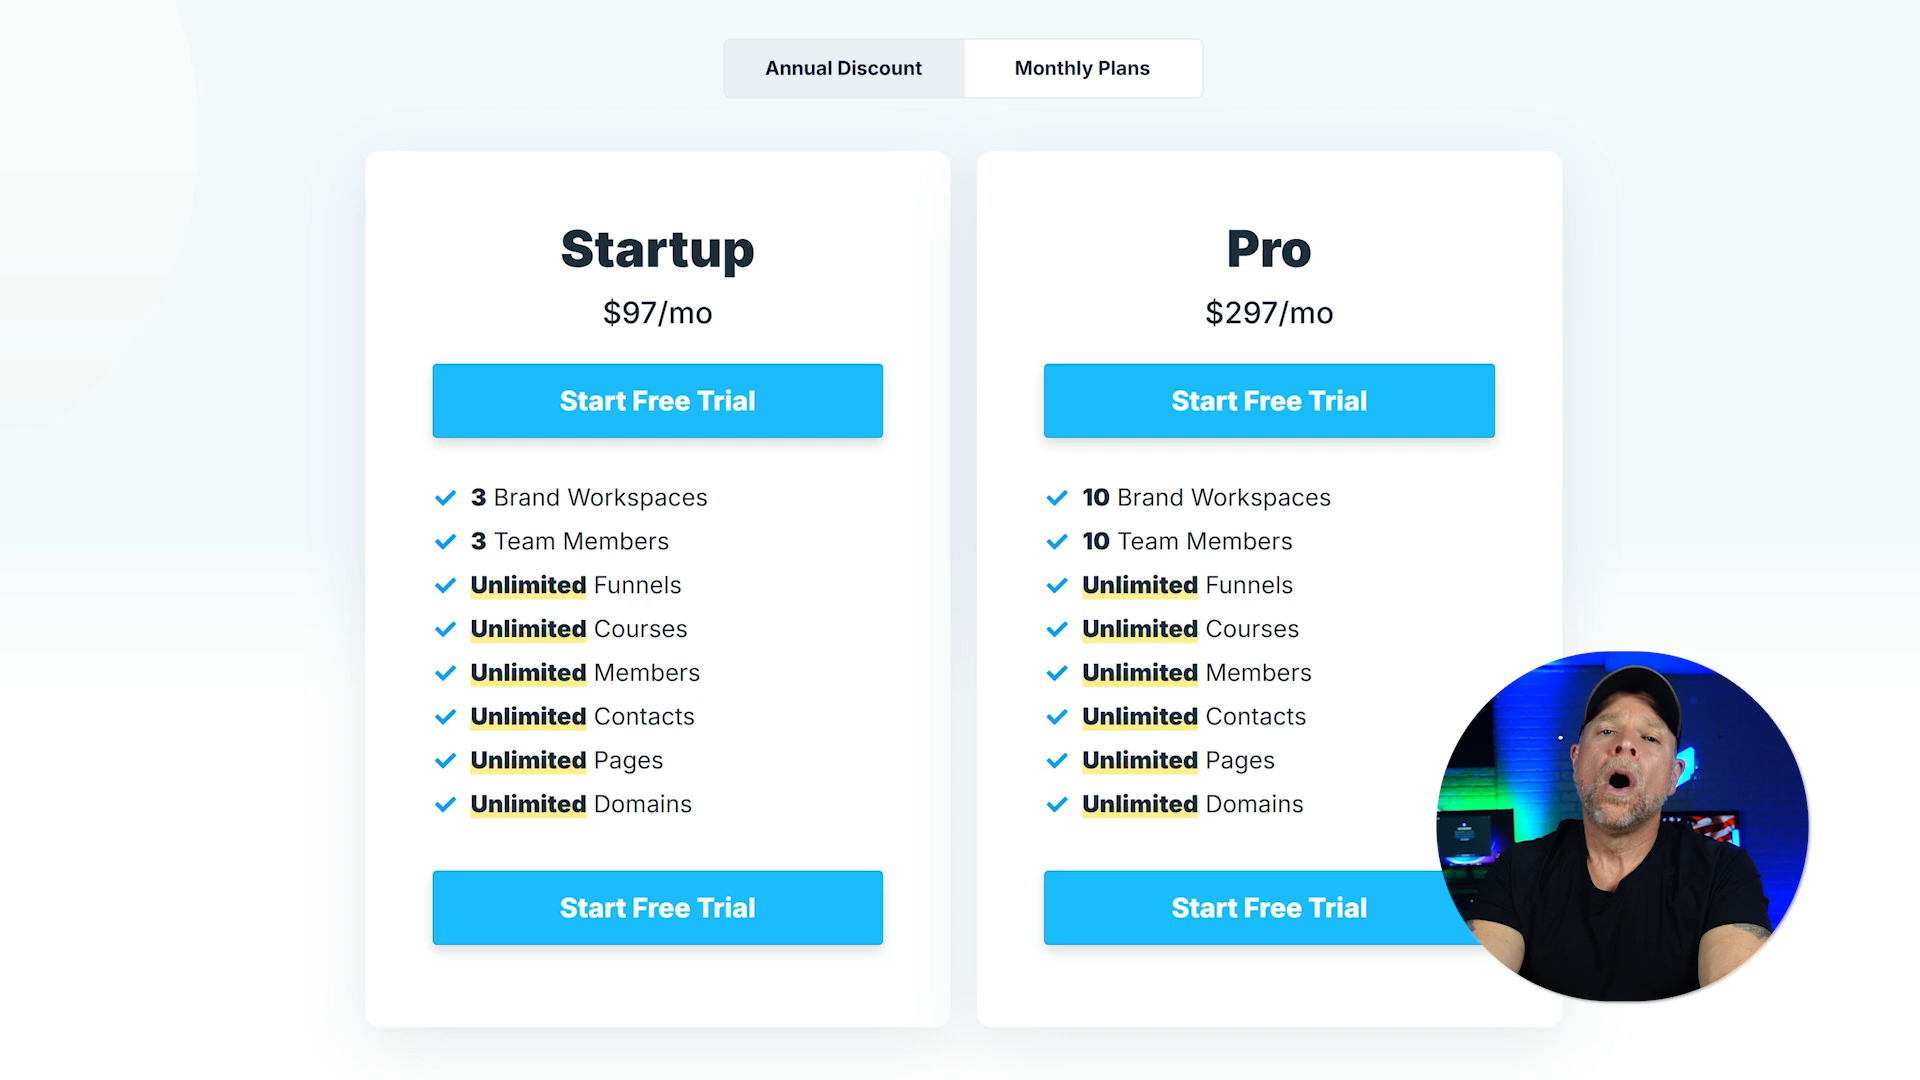 Annual Discount
Monthly Plans
Startup
$97/mo
Start Free Trial
3 Brand Workspaces
3 Team Members
Unlimited Funnels
Unlimited Courses
Unlimited Members
Unlimited Contacts
Unlimited Pages
Unlimited Domains
Start Free Trial
Pro
$297/mo
Start Free Trial
10 Brand Workspaces
10 Team Members
Unlimited Funnels
Unlimited Courses
Unlimited Members
Unlimited Contacts
Unlimited Pages
Unlimited Domains
Start Free Trial